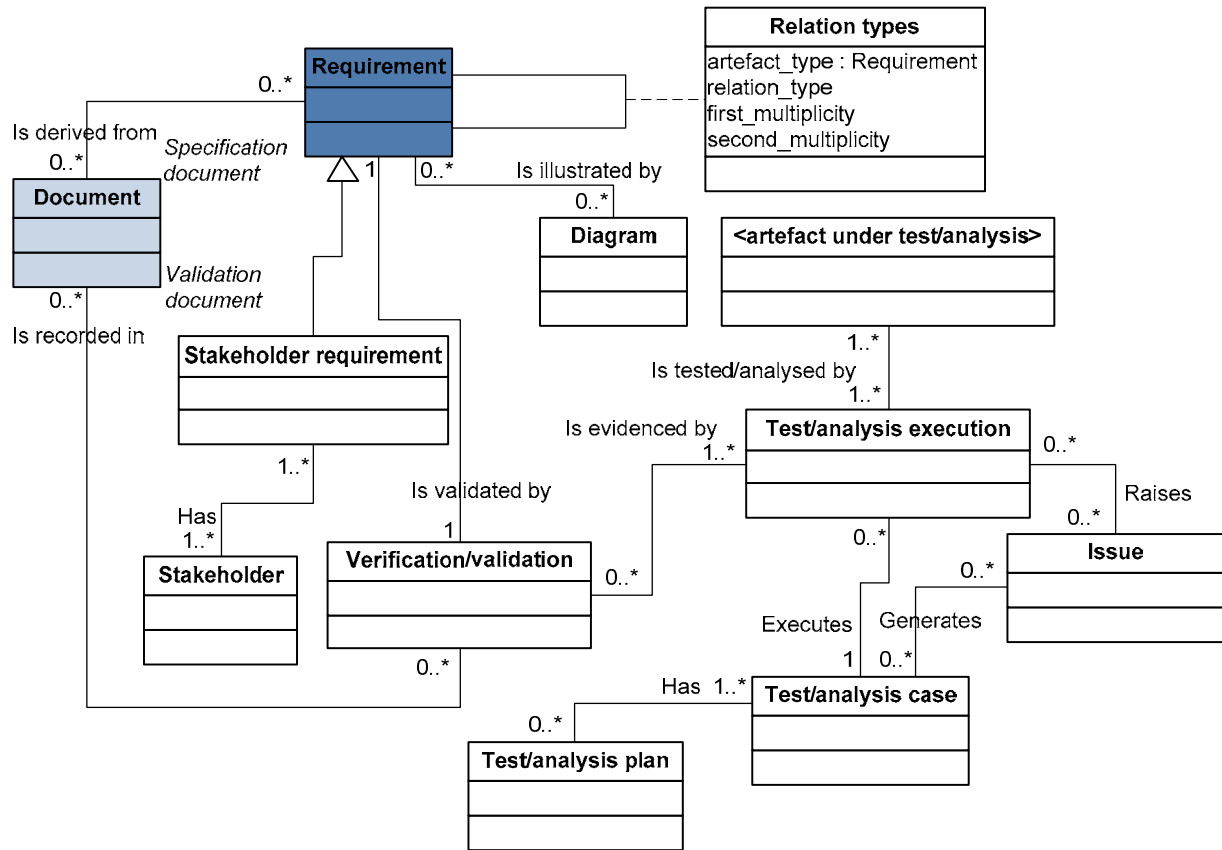 Relation types
artefact_type : Requirement
relation_type
first_multiplicity
second_multiplicity
Requirement
0..*
Is derived from
0..*
Specification
document
1
0..*
Is illustrated by
0..*
Document
Diagram
<artefact under test/analysis>
Validation
document
0..*
Is recorded in
1..*
Stakeholder requirement
Is tested/analysed by
1..*
Is evidenced by
1..*
Test/analysis execution
0..*
1..*
Is validated by
Raises
Has
1..*
1
0..*
0..*
Stakeholder
Verification/validation
Issue
0..*
0..*
Executes
Generates
0..*
1
0..*
Has 1..*
Test/analysis case
0..*
Test/analysis plan